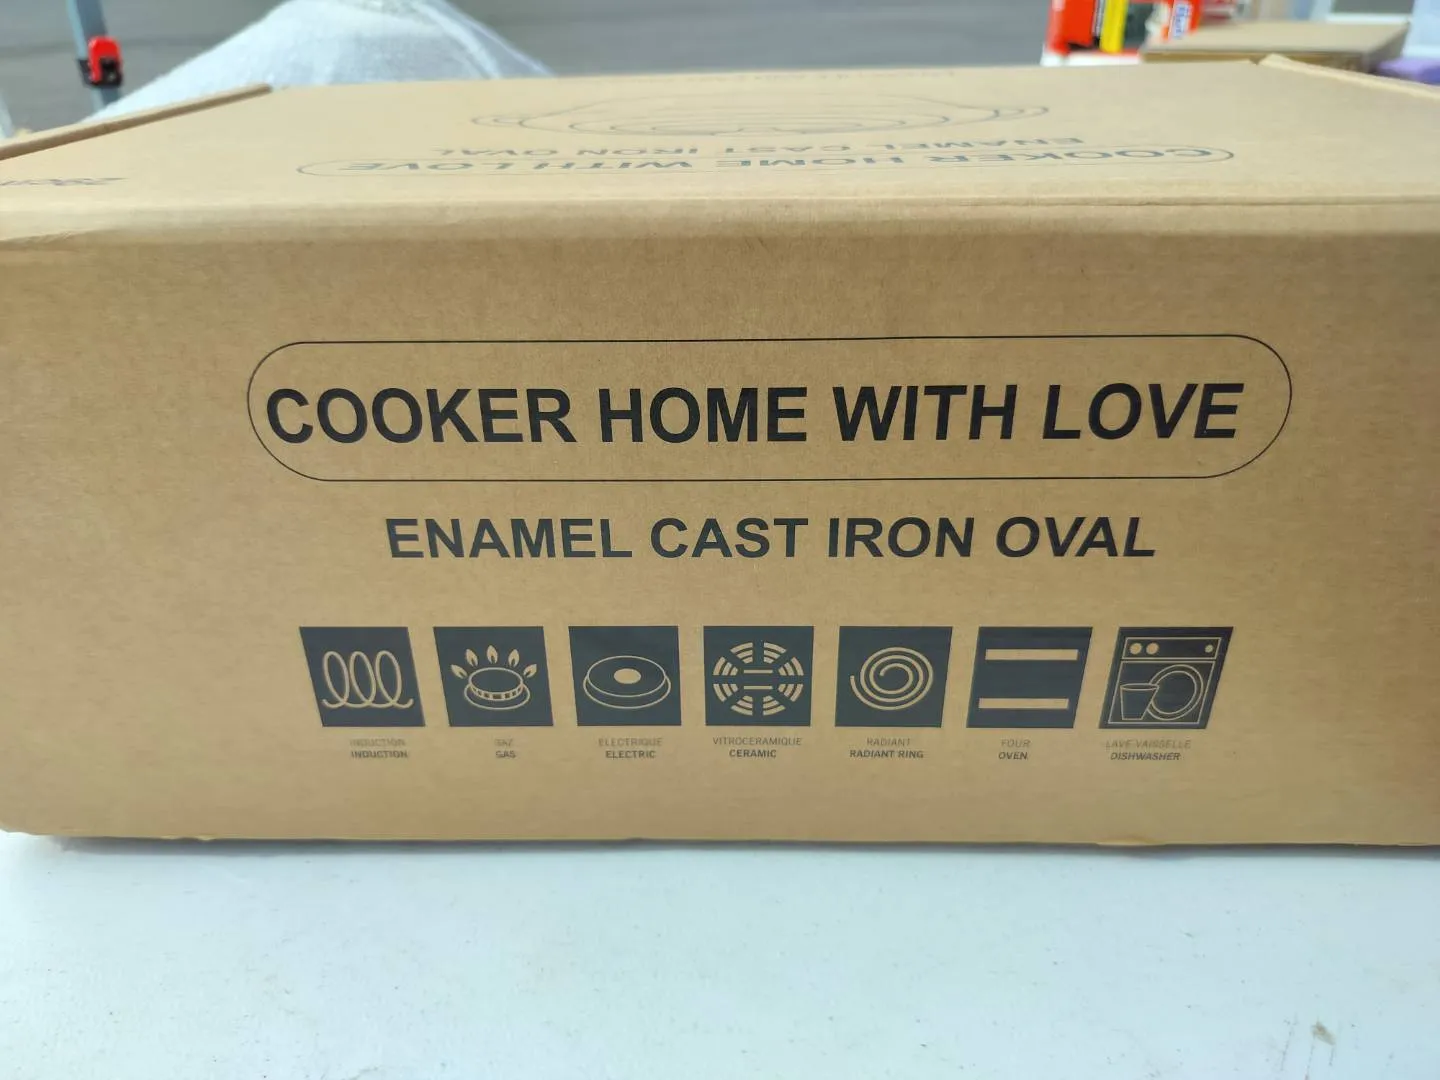 COOKER HOME WITH LOVE
ENAMEL CAST IRON OVAL
COOKER HOME WITH LOVE
ENAMEL CAST IRON OVAL
INDUCTION
INDUCTION
GAZ
GAS
ELECTRIQUE
ELECTRIC
VITROCERAMIQUE
CERAMIC
RADIANT
RADIANT RING
FOUR
OVEN
LAVE VAISSELLE
DISHWASHER